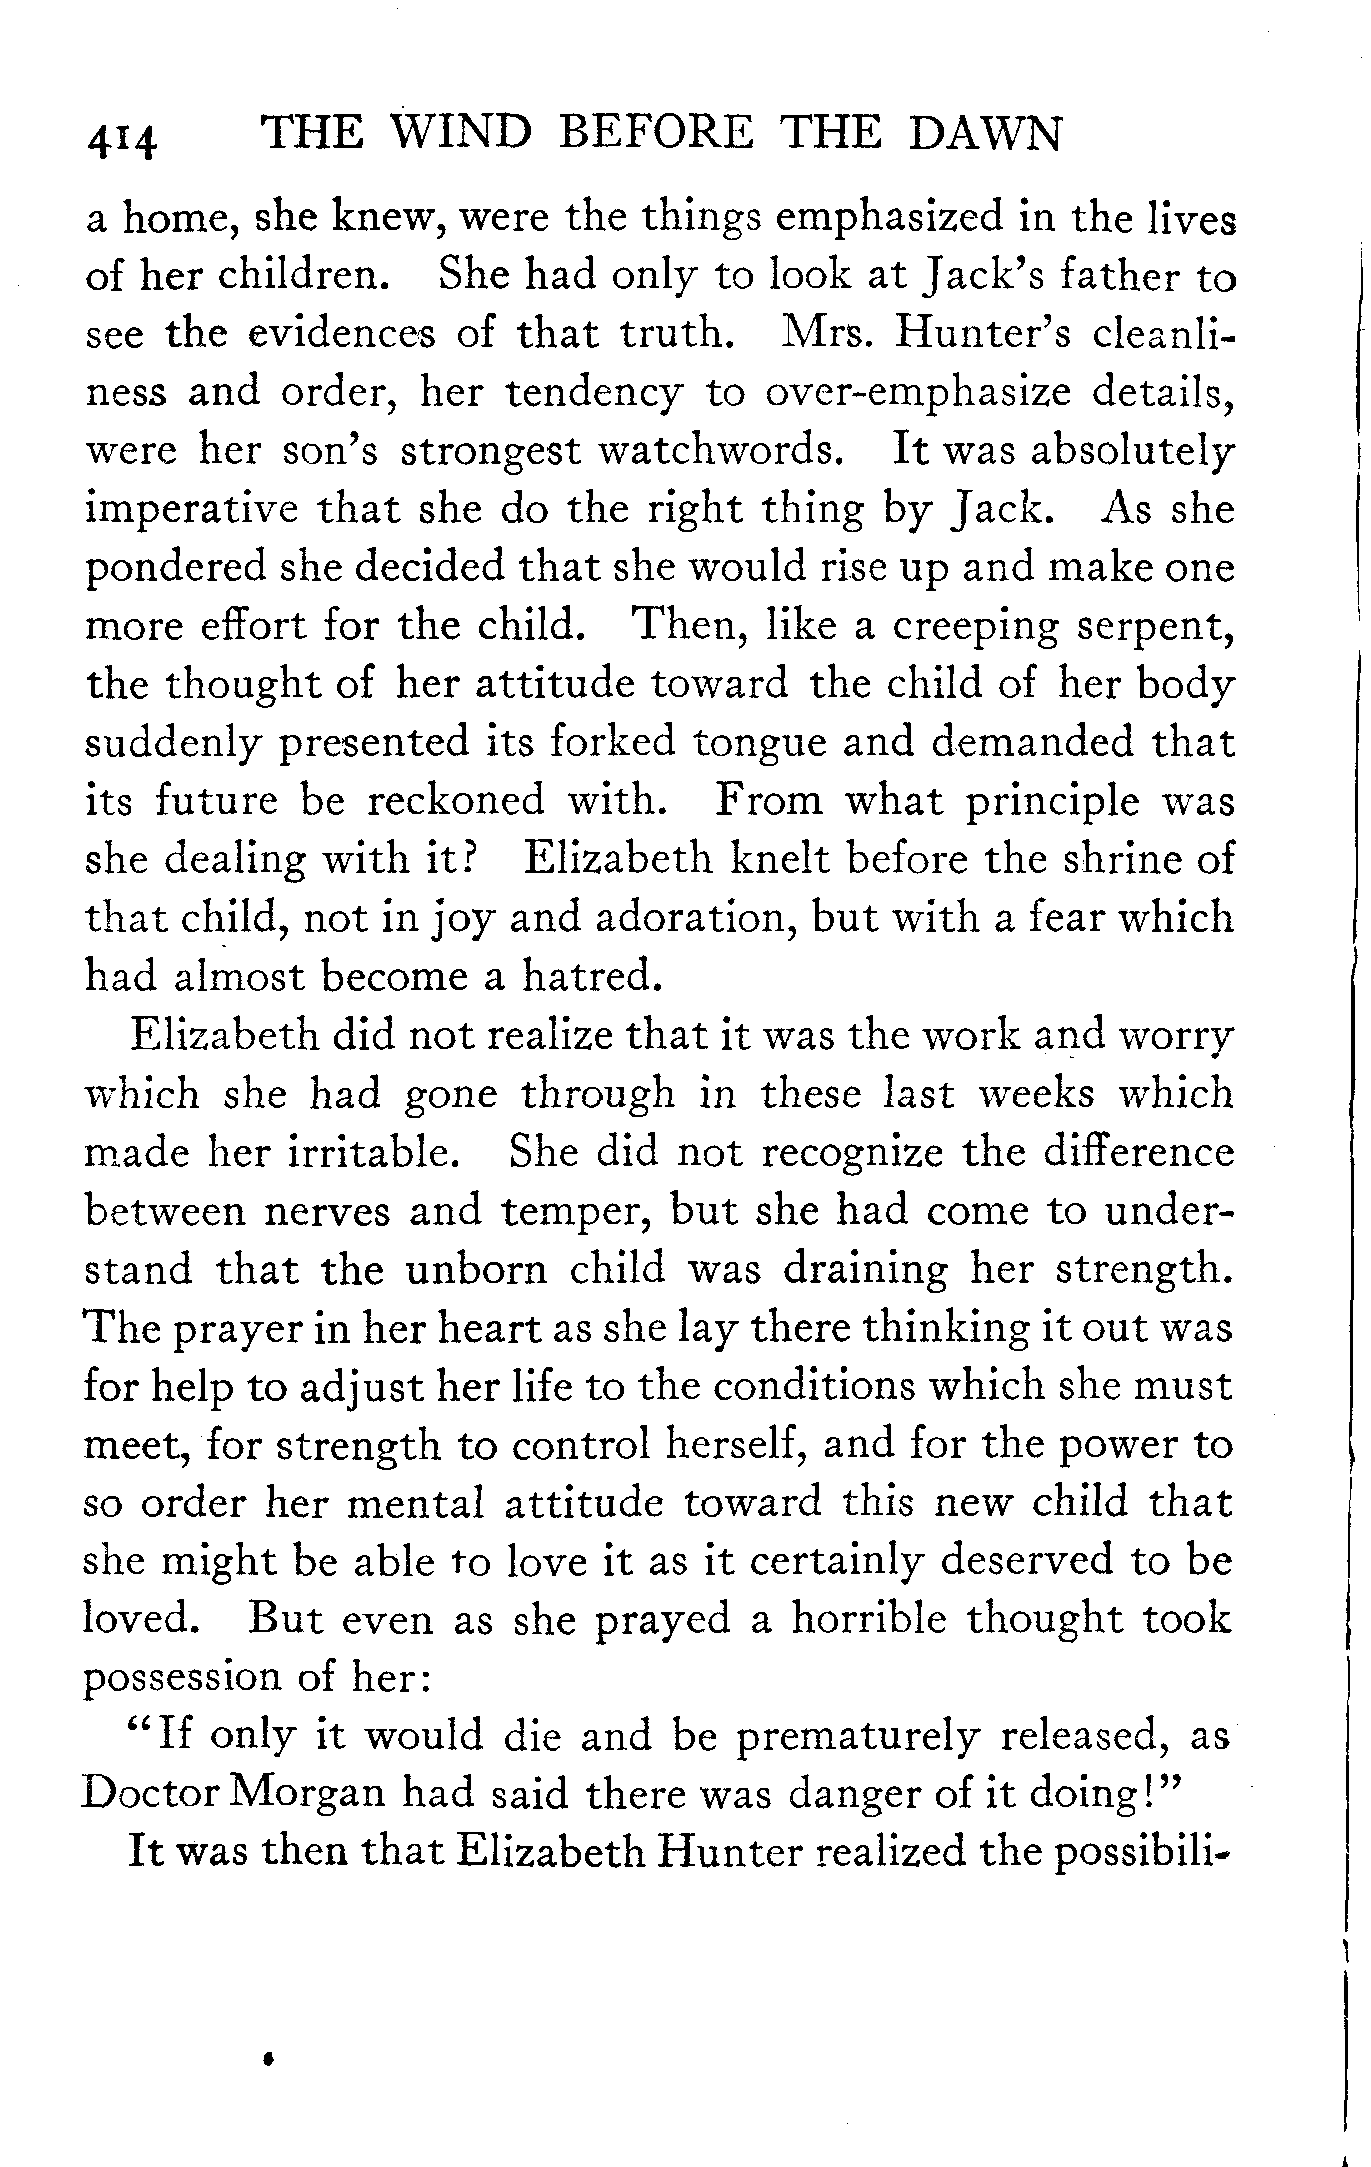 414 THE WIND BEFORE THE DAWN
a home, she knew, were the things emphasized in the lives
of her children. She had only to look at Jack's father to
see the evidences of that truth. Mrs. Hunter's cleanli-
ness and order, her tendency to over-emphasize details,
were her son's strongest watchwords. It was absolutely
imperative that she do the right thing by Jack. As she
pondered she decided that she would rise up and make one
more effort for the child. Then, like a creeping serpent,
the thought of her attitude toward the child of her body
suddenly presented its forked tongue and demanded that
its future be reckoned with. From what principle was
she dealing with it? Elizabeth knelt before the shrine of
that child, not in joy and adoration, but with a fear which
had almost become a hatred.
Elizabeth did not realize that it was the work and worry
which she had gone through in these last weeks which
made her irritable. She did not recognize the difference
between nerves and temper, but she had come to under-
stand that the unborn child was draining her strength.
The prayer in her heart as she lay there thinking it out was
for help to adjust her life to the conditions which she must
meet, for strength to control herself, and for the power to
so order her mental attitude toward this new child that
she might be able to love it as it certainly deserved to be
loved. But even as she prayed a horrible thought took
possession of her:
"If only it would die and be prematurely released, as
Doctor Morgan had said there was danger of it doing!"
It was then that Elizabeth Hunter realized the possibili-